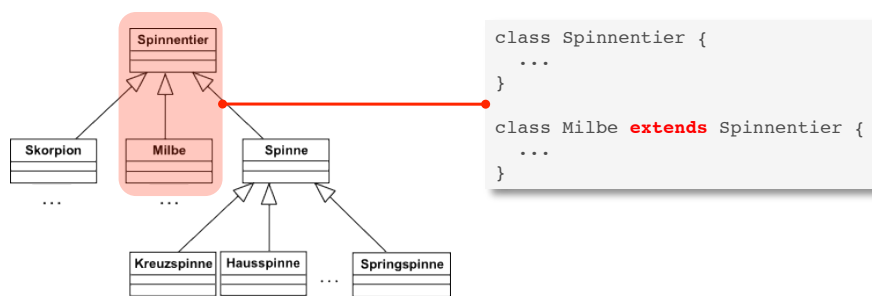 Spinnentier
Skorpion
Milbe
Spinne
...
...
Kreuzspinne
Hausspinne
...
Springspinne
class Spinnentier {
...
}
class Milbe extends Spinnentier {
...
}